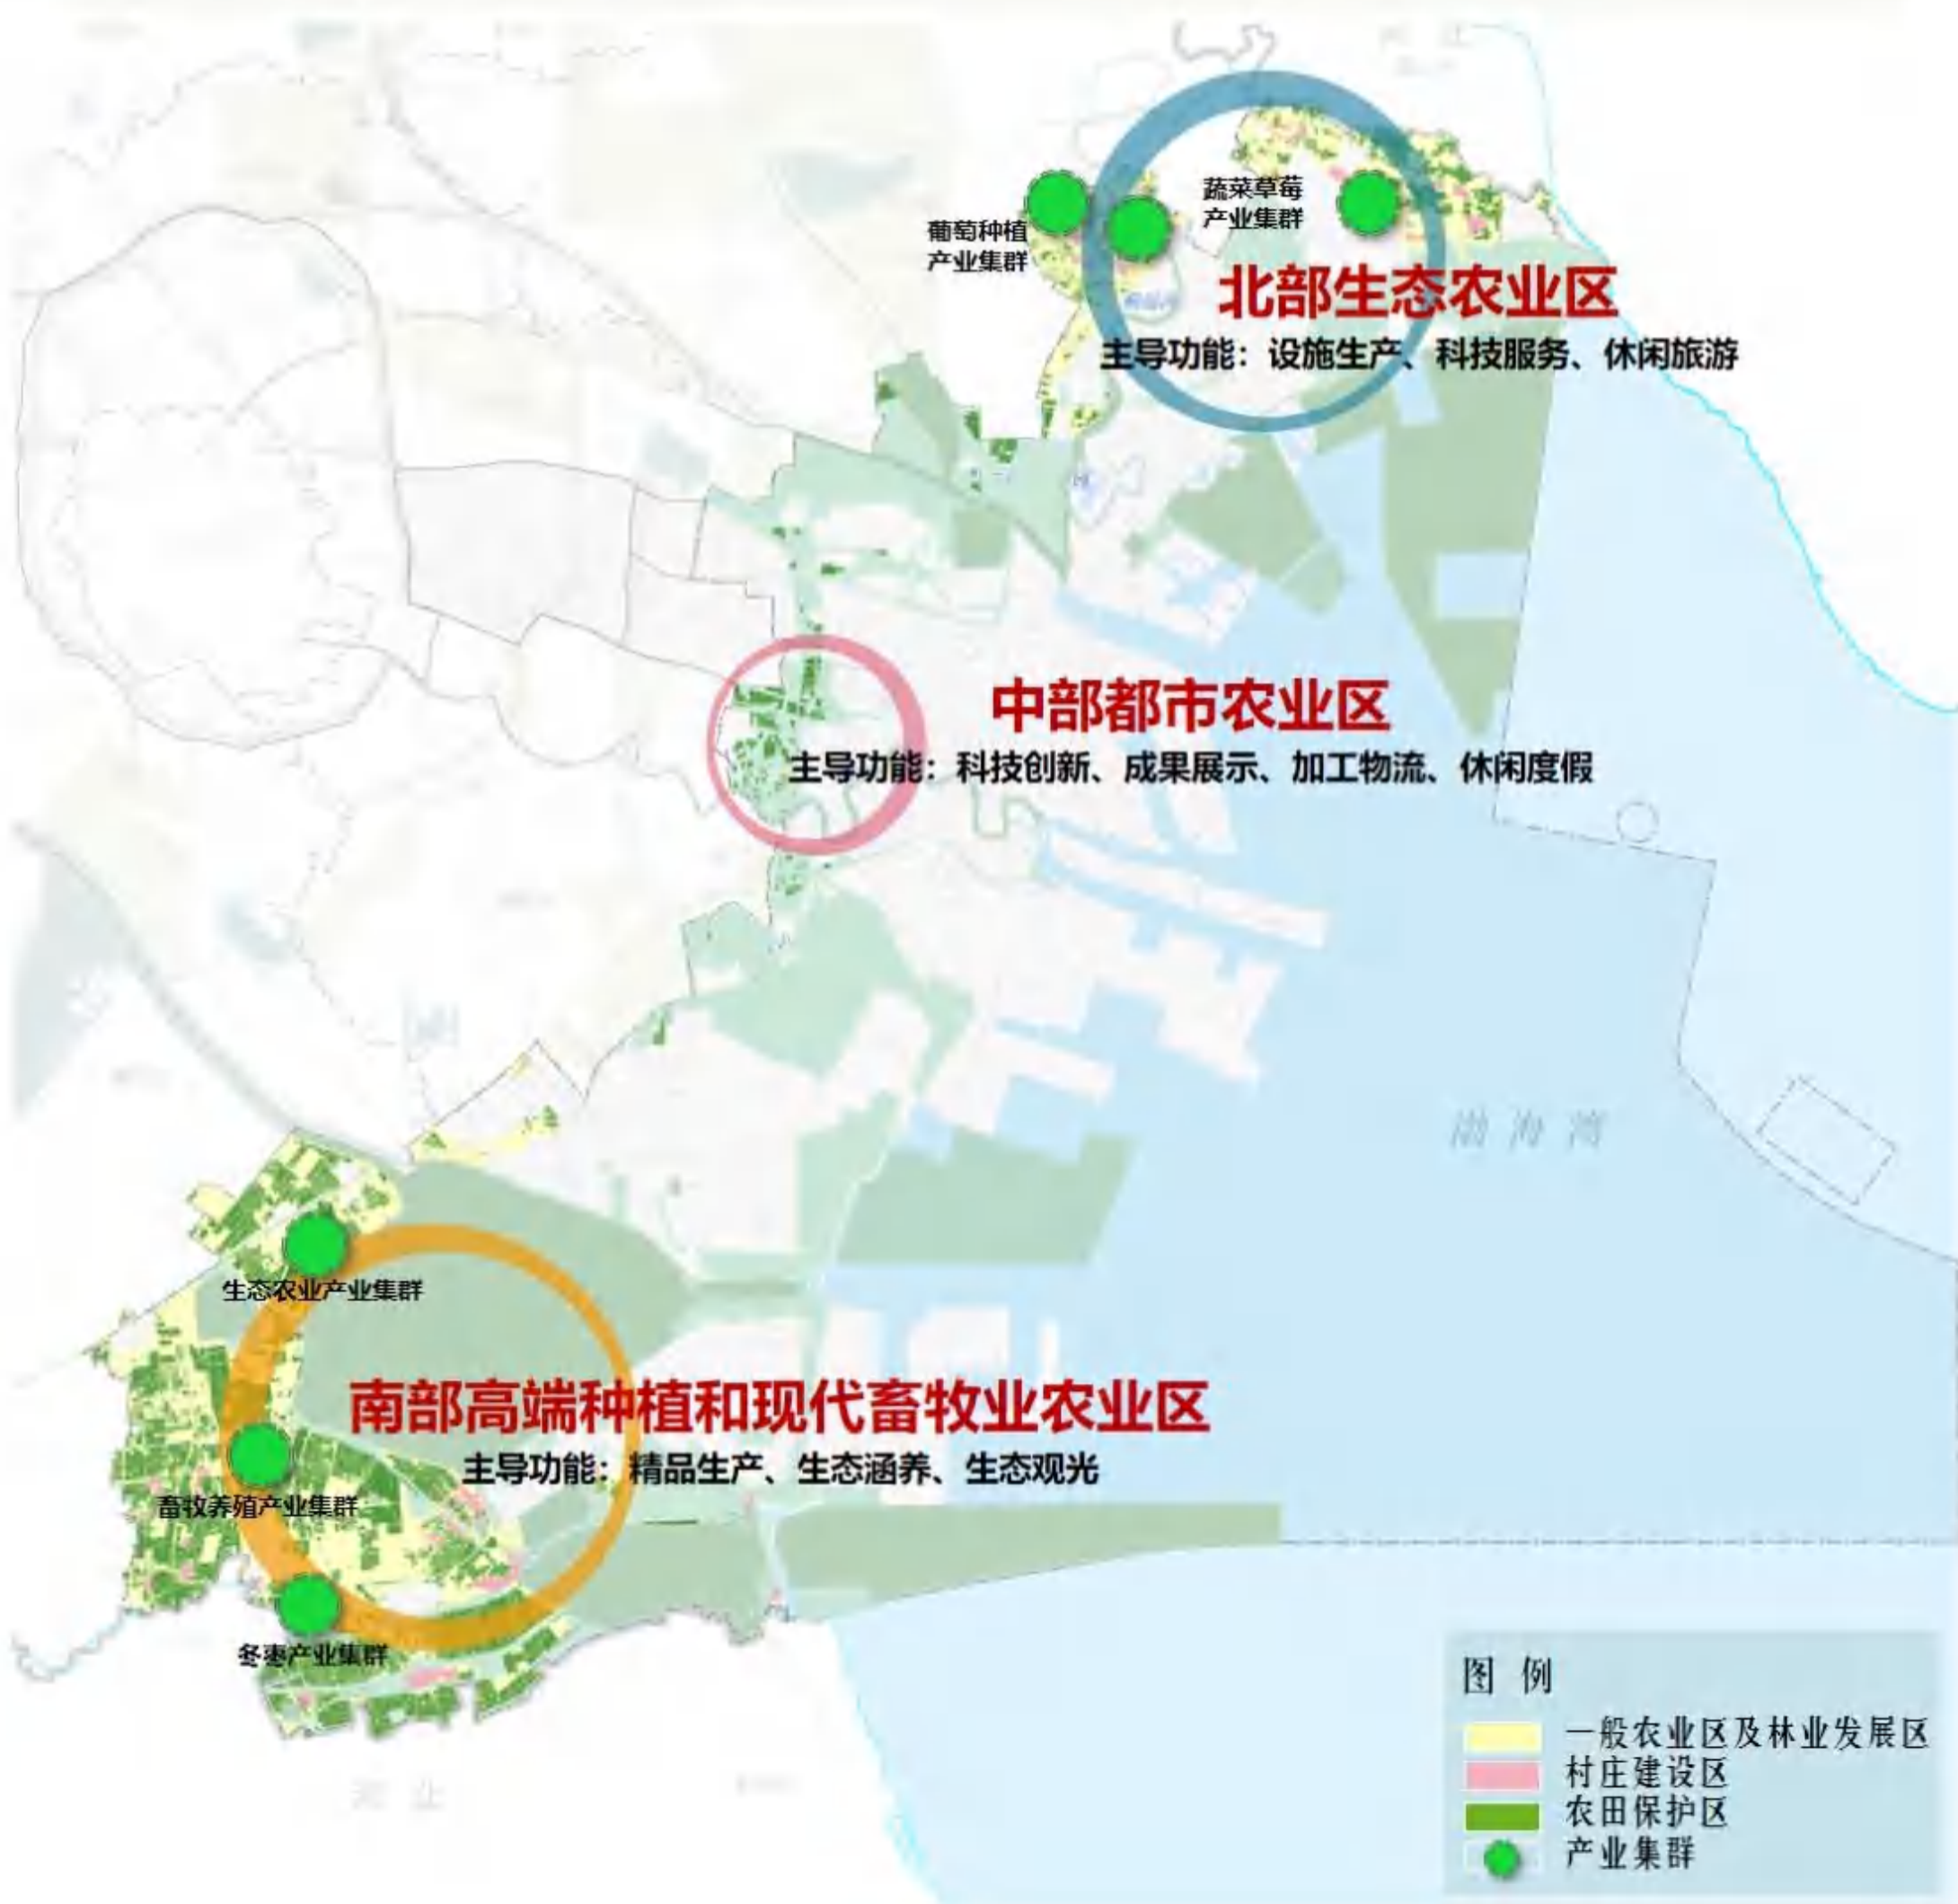 葡萄种植
产业集群
蔬菜草莓
产业集群
北部生态农业区
主导功能：设施生产、科技服务、休闲旅游
中部都市农业区
主导功能：科技创新、成果展示、加工物流、休闲度假
渤海湾
生态农业产业集群
南部高端种植和现代畜牧业农业区
主导功能：精品生产、生态涵养、生态观光
畜牧养殖产业集群
冬枣产业集群
图 例
一般农业区及林业发展区
村庄建设区
农田保护区
产业集群